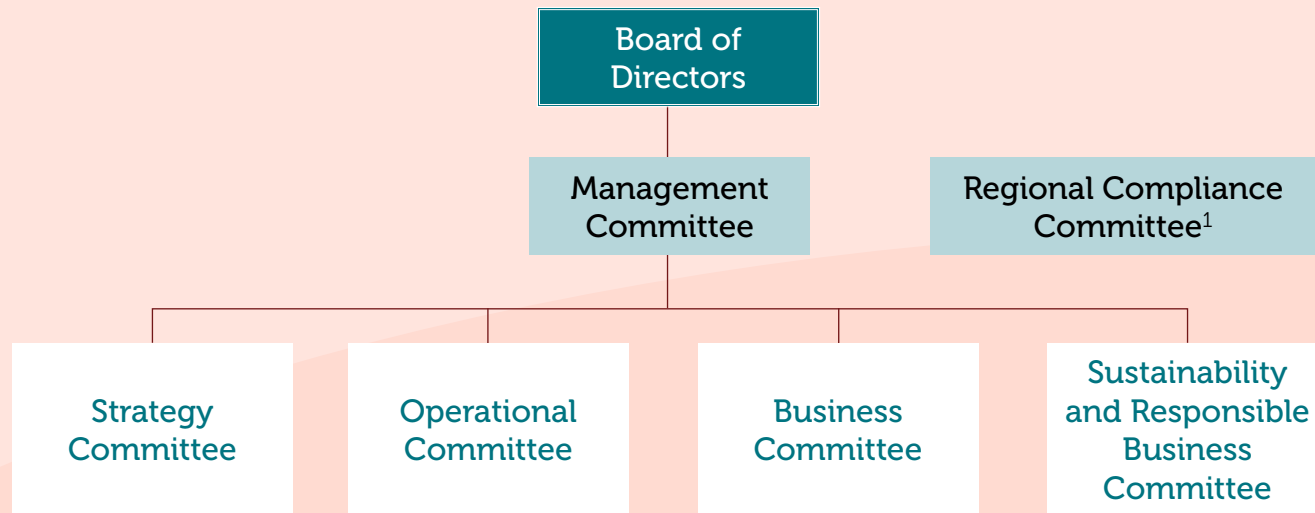 Board of
Directors
Management
Committee
Regional Compliance
Committee¹
Strategy
Committee
Operational
Committee
Business
Committee
Sustainability
and Responsible
Business
Committee